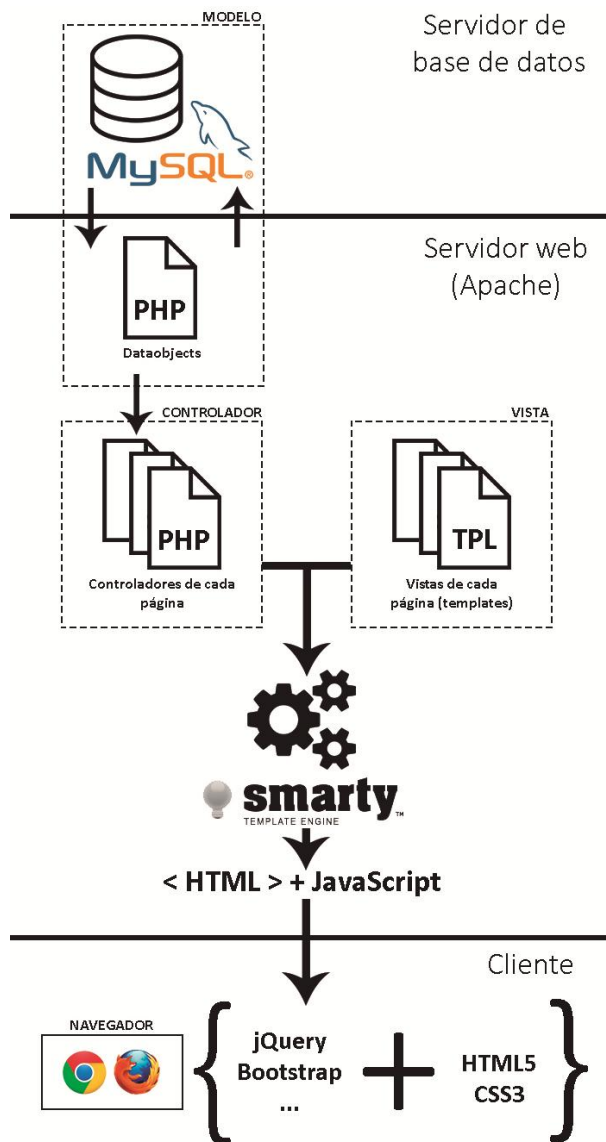 MODELO
Servidor de
base de datos
MySQL®
Servidor web
(Apache)
PHP
Dataobjects
CONTROLADOR
VISTA
PHP
TPL
Controladores de cada
página
Vistas de cada
página (templates)
smarty™
TEMPLATE ENGINE
< HTML > + JavaScript
Cliente
NAVEGADOR
{ jQuery
Bootstrap
...
+
HTML5
CSS3 }